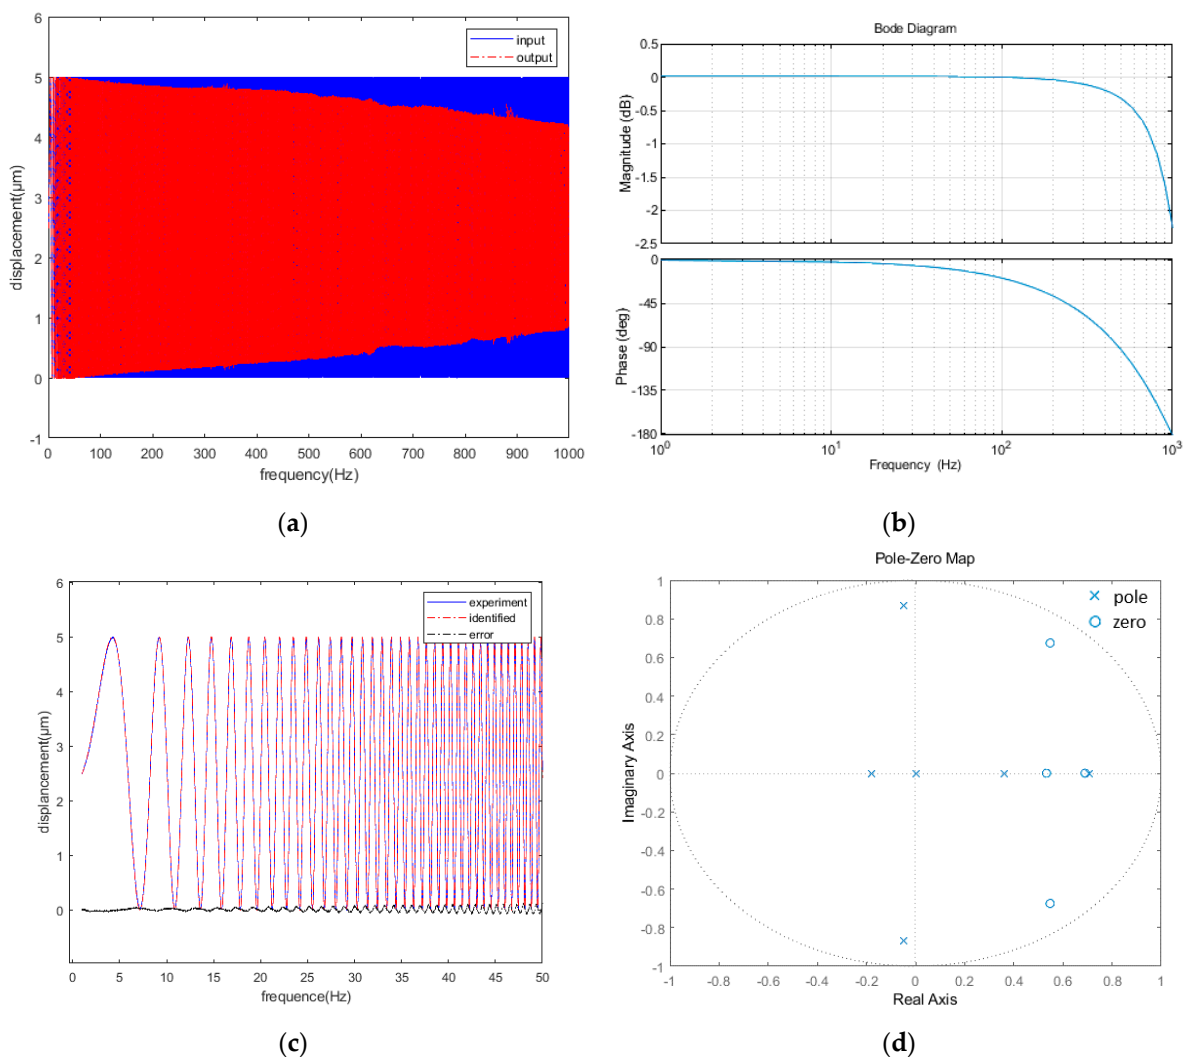 6
5
4
3
2
1
0
-1
displacement(μm)
input
output
0 100 200 300 400 500 600 700 800 900 1000
frequency(Hz)
(a)
Bode Diagram
0.5
0
-0.5
-1
-1.5
-2
-2.5
Magnitude (dB)
0
-45
-90
-135
-180
Phase (deg)
10^0 10^1 10^2 10^3
Frequency (Hz)
(b)
6
5
4
3
2
1
0
displancement(μm)
experiment
identified
error
0 5 10 15 20 25 30 35 40 45 50
frequence(Hz)
(c)
Pole-Zero Map
1
0.8
0.6
0.4
0.2
0
-0.2
-0.4
-0.6
-0.8
-1
Imaginary Axis
pole
zero
-1 -0.8 -0.6 -0.4 -0.2 0 0.2 0.4 0.6 0.8 1
Real Axis
(d)